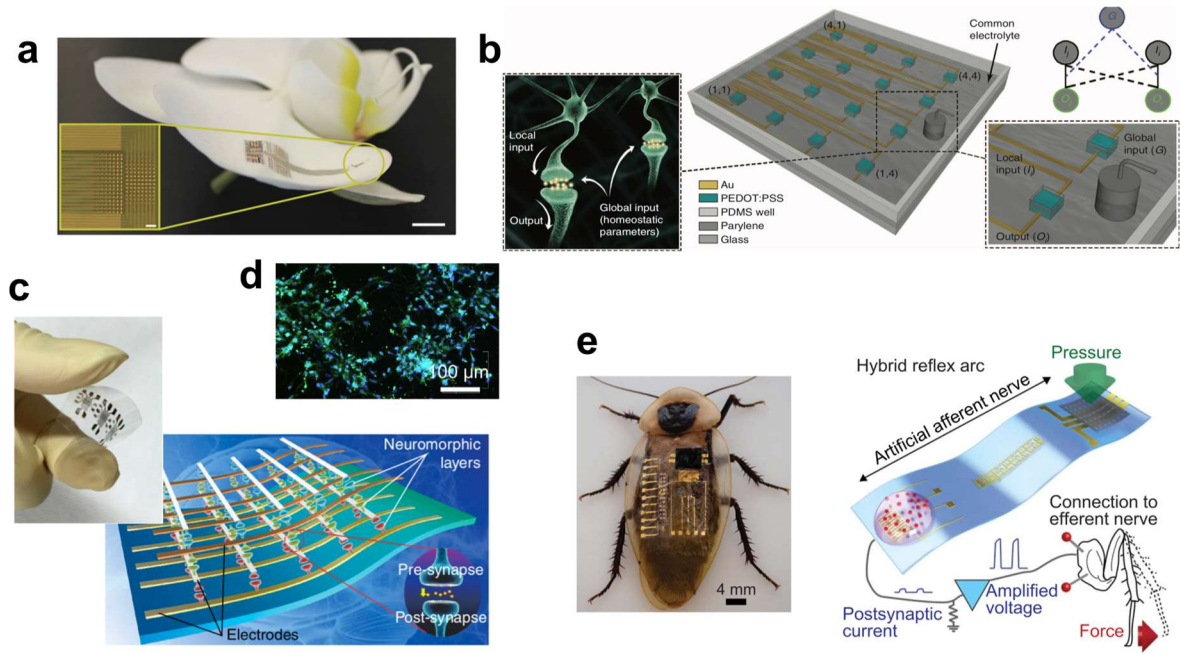 a
b
Local
input
Output
Global input
(homeostatic
parameters)
(4,1)
(1,1)
(4,4)
(1,4)
Common
electrolyte
Au
PEDOT:PSS
PDMS well
Parylene
Glass
G
Global
input (G)
Local
input (Ii)
Output (Oi)
c
d
100 µm
Neuromorphic
layers
Pre-synapse
Post-synapse
Electrodes
e
4 mm
Hybrid reflex arc
Pressure
Artificial afferent nerve
Connection to
efferent nerve
Amplified
voltage
Postsynaptic
current
Force